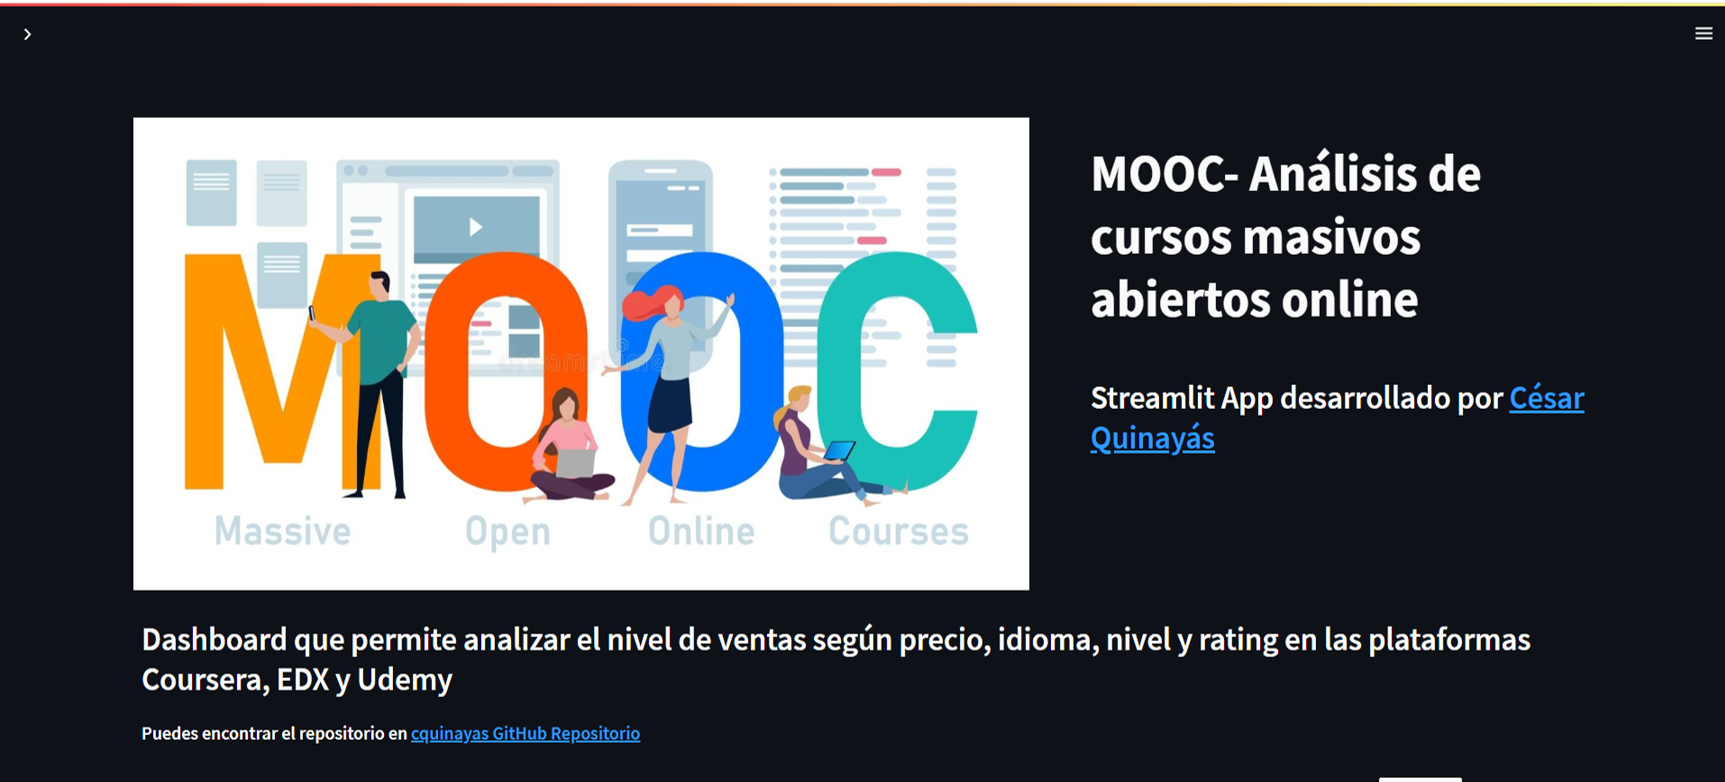 MOOC
Massive Open Online Courses
dreamstime
MOOC- Análisis de
cursos masivos
abiertos online
Streamlit App desarrollado por César
Quinayás
Dashboard que permite analizar el nivel de ventas según precio, idioma, nivel y rating en las plataformas
Coursera, EDX y Udemy
Puedes encontrar el repositorio en cquinayas GitHub Repositorio